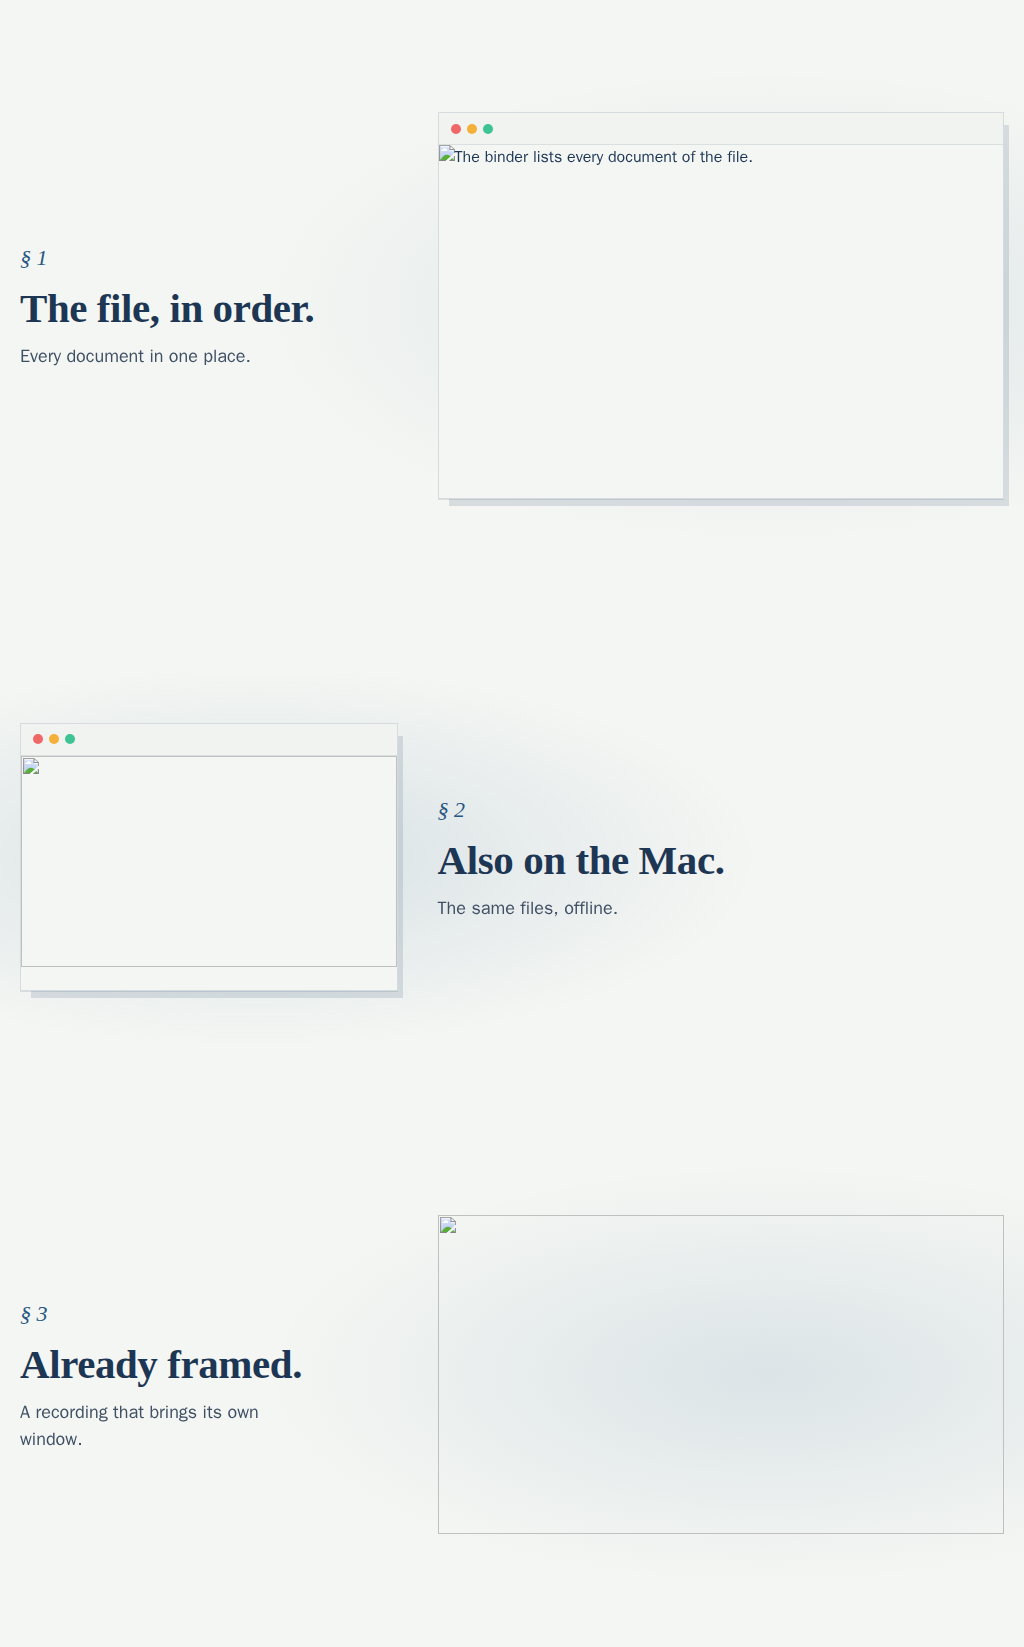 The binder lists every document of the file.
§ 1
The file, in order.
Every document in one place.
§ 2
Also on the Mac.
The same files, offline.
§ 3
Already framed.
A recording that brings its own
window.